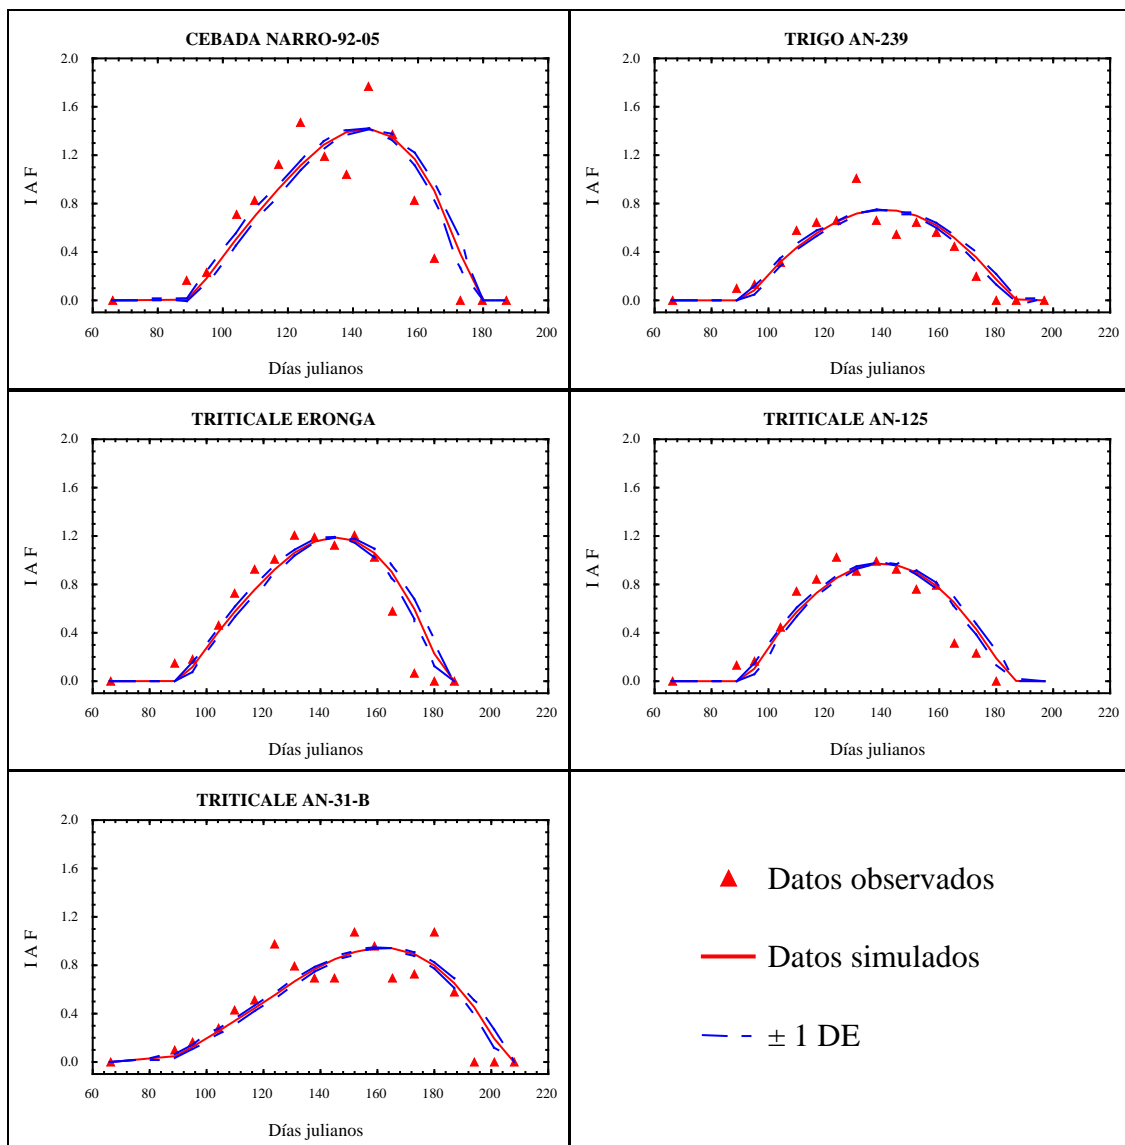 CEBADA NARRO-92-05
2.0
1.6
1.2
0.8
0.4
0.0
I A F
60 80 100 120 140 160 180 200
Días julianos
TRIGO AN-239
2.0
1.6
1.2
0.8
0.4
0.0
I A F
60 80 100 120 140 160 180 200 220
Días julianos
TRITICALE ERONGA
2.0
1.6
1.2
0.8
0.4
0.0
I A F
60 80 100 120 140 160 180 200 220
Días julianos
TRITICALE AN-125
2.0
1.6
1.2
0.8
0.4
0.0
I A F
60 80 100 120 140 160 180 200 220
Días julianos
TRITICALE AN-31-B
2.0
1.6
1.2
0.8
0.4
0.0
I A F
60 80 100 120 140 160 180 200 220
Días julianos
Datos observados
Datos simulados
± 1 DE